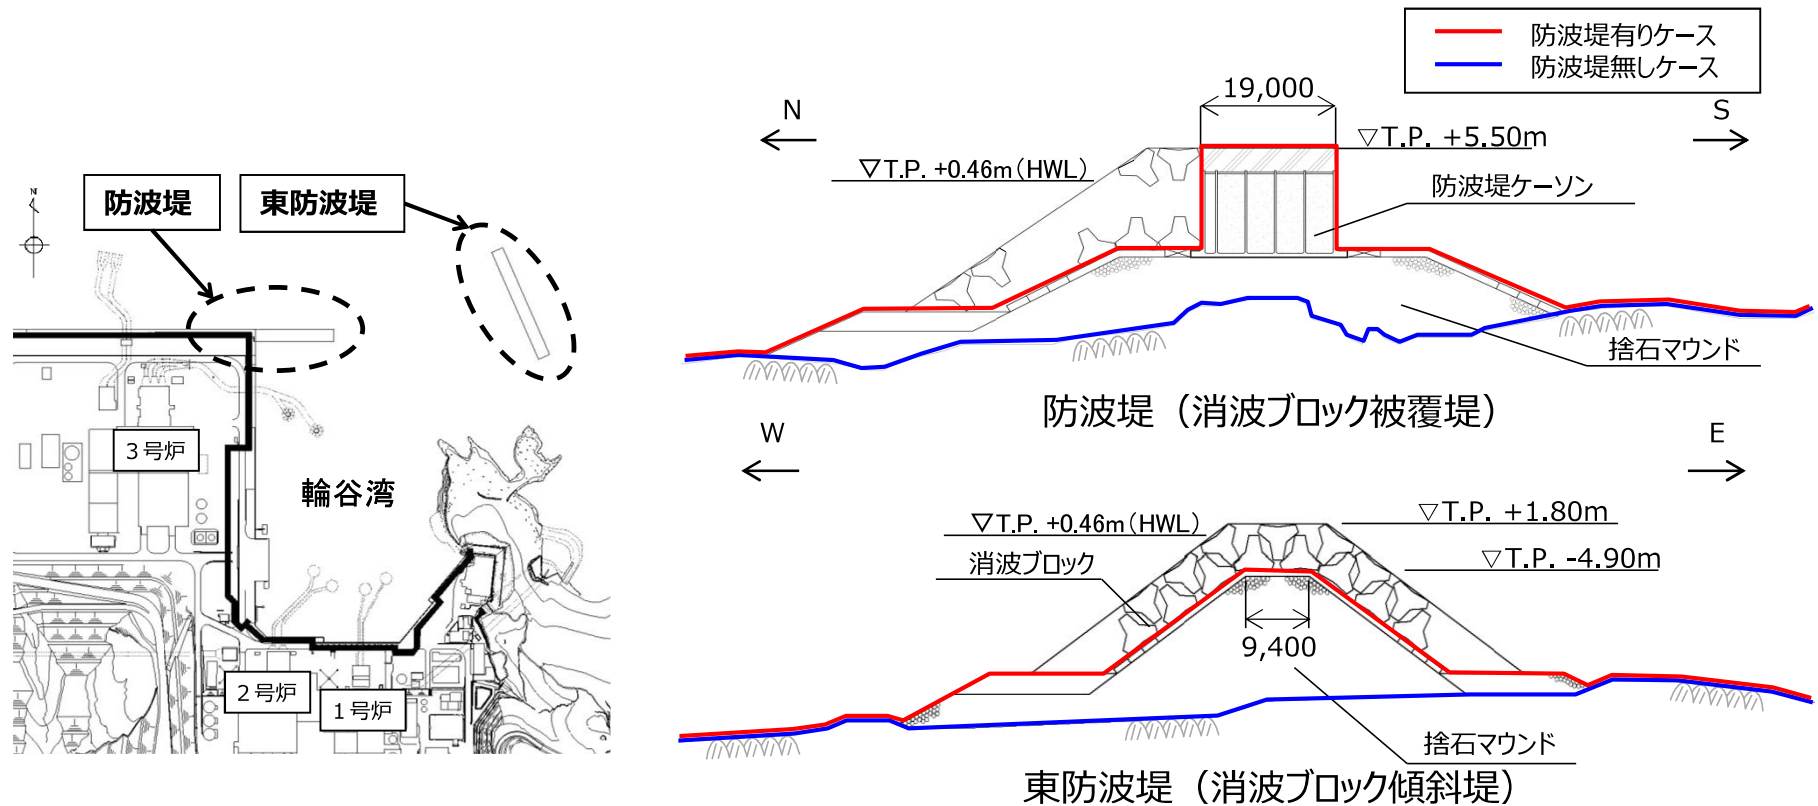 防波堤
東防波堤
N
3号炉
輪谷湾
2号炉
1号炉
防波堤有りケース
防波堤無しケース
19,000
N
S
▽T.P. +5.50m
▽T.P. +0.46m(HWL)
防波堤ケーソン
捨石マウンド
防波堤（消波ブロック被覆堤）
W
E
▽T.P. +0.46m(HWL)
▽T.P. +1.80m
消波ブロック
▽T.P. -4.90m
9,400
捨石マウンド
東防波堤（消波ブロック傾斜堤）